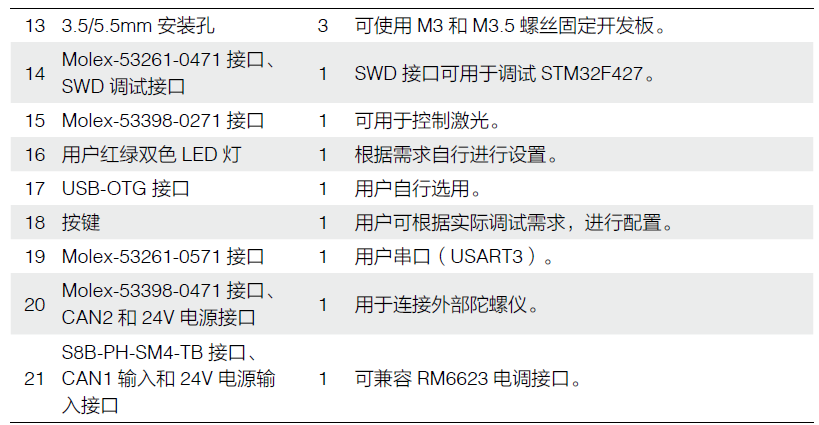 13 3.5/5.5mm 安装孔 3 可使用 M3 和 M3.5 螺丝固定开发板。
14 Molex-53261-0471 接口、 1 SWD 接口可用于调试 STM32F427。
SWD 调试接口
15 Molex-53398-0271 接口 1 可用于控制激光。
16 用户红绿双色 LED 灯 1 根据需求自行进行设置。
17 USB-OTG 接口 1 用户自行选用。
18 按键 1 用户可根据实际调试需求，进行配置。
19 Molex-53261-0571 接口 1 用户串口（USART3）。
20 Molex-53398-0471 接口、 1 用于连接外部陀螺仪。
CAN2 和 24V 电源接口
21 S8B-PH-SM4-TB 接口、 1 可兼容 RM6623 电调接口。
CAN1 输入和 24V 电源输
入接口